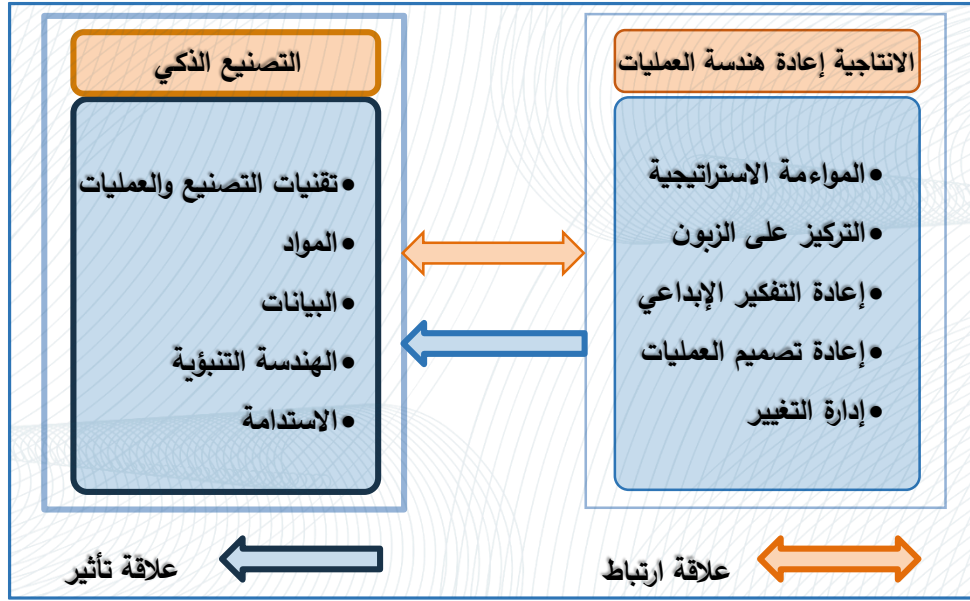 الانتاجية إعادة هندسة العمليات
• المواءمة الاستراتيجية
• التركيز على الزبون
• إعادة التفكير الإبداعي
• إعادة تصميم العمليات
• إدارة التغيير
التصنيع الذكي
• تقنيات التصنيع والعمليات
• المواد
• البيانات
• الهندسة التنبؤية
• الاستدامة
علاقة ارتباط
علاقة تأثير